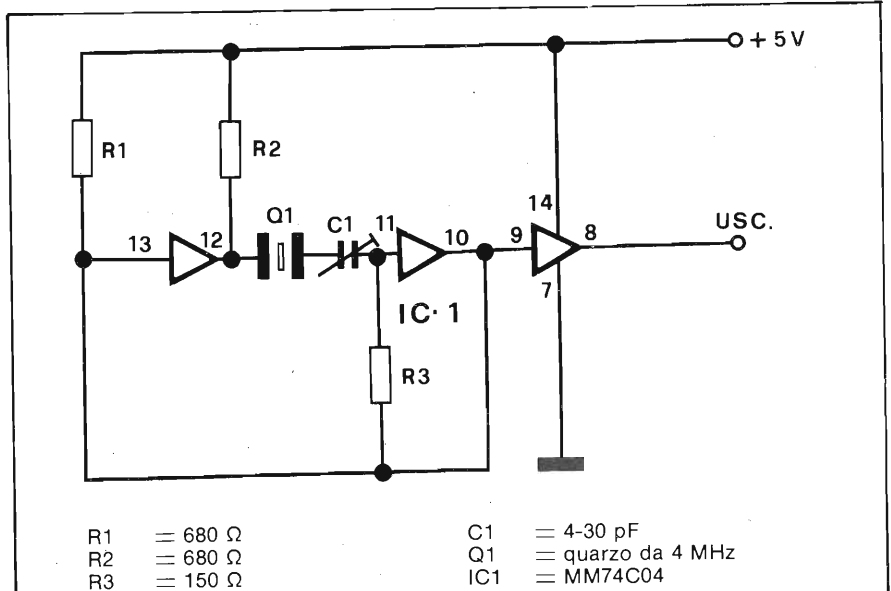 + 5V
R1
R2
14
USC.
Q1
C1
11
13
12
10
9
8
7
IC·1
R3
R1 = 680 Ω
R2 = 680 Ω
R3 = 150 Ω
C1 = 4-30 pF
Q1 = quarzo da 4 MHz
IC1 = MM74C04